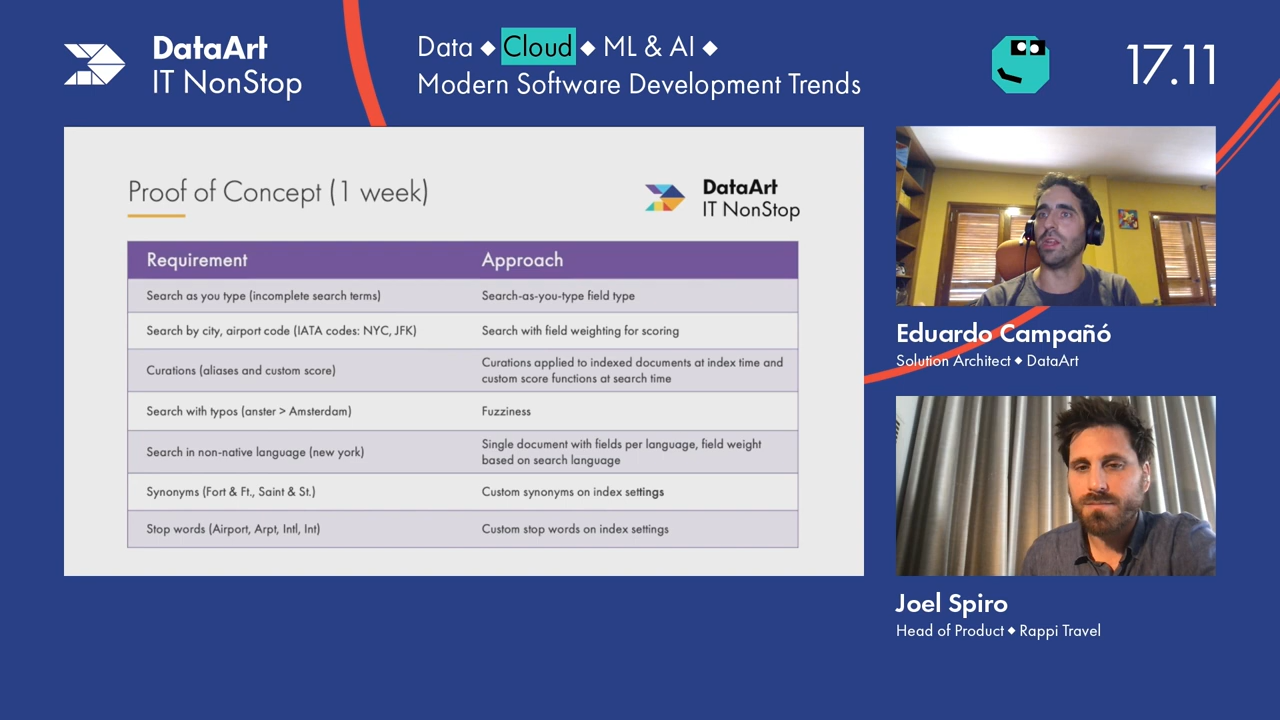 DataArt
IT NonStop
Data ◆ Cloud ◆ ML & AI ◆
Modern Software Development Trends
17.11
Proof of Concept (1 week)
DataArt
IT NonStop
Requirement
Approach
Search as you type (incomplete search terms)
Search-as-you-type field type
Search by city, airport code (IATA codes: NYC, JFK)
Search with field weighting for scoring
Curations (aliases and custom score)
Curations applied to indexed documents at index time and
custom score functions at search time
Search with typos (anster > Amsterdam)
Fuzziness
Search in non-native language (new york)
Single document with fields per language, field weight
based on search language
Synonyms (Fort & Ft., Saint & St.)
Custom synonyms on index settings
Stop words (Airport, Arpt, Intl, Int)
Custom stop words on index settings
Eduardo Campañó
Solution Architect ◆ DataArt
Joel Spiro
Head of Product ◆ Rappi Travel